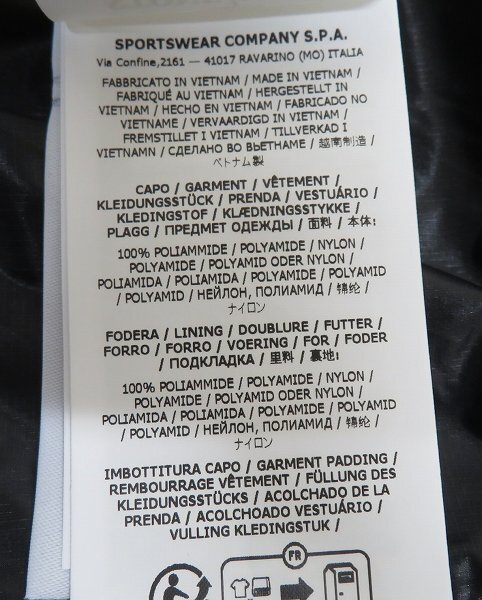 SPORTSWEAR COMPANY S.P.A.
Via Confine,2161 — 41017 RAVARINO (MO) ITALIA
FABBRICATO IN VIETNAM / MADE IN VIETNAM /
FABRIQUÉ AU VIETNAM / HERGESTELLT IN
VIETNAM / HECHO EN VIETNAM / FABRICADO NO
VIETNAME / VERVAARDIGD IN VIETNAM /
FREMSTILLET I VIETNAM / TILLVERKAD I
VIETNAMN / СДЕЛАНО ВО ВЬЕТНАМЕ / 越南制造 /
ベトナム製
CAPO / GARMENT / VÊTEMENT /
KLEIDUNGSSTÜCK / PRENDA / VESTUÁRIO /
KLEDINGSTOF / KLÆDNINGSSTYKKE /
PLAGG / ПРЕДМЕТ ОДЕЖДЫ / 面料 / 本体:
100% POLIAMMIDE / POLYAMIDE / NYLON /
POLYAMIDE / POLYAMID ODER NYLON /
POLIAMIDA / POLIAMIDA / POLYAMIDE / POLYAMID
/ POLYAMID / НЕЙЛОН, ПОЛИАМИД / 锦纶 /
ナイロン
FODERA / LINING / DOUBLURE / FUTTER /
FORRO / FORRO / VOERING / FOR / FODER
/ ПОДКЛАДКА / 里料 / 裏地:
100% POLIAMMIDE / POLYAMIDE / NYLON /
POLYAMIDE / POLYAMID ODER NYLON /
POLIAMIDA / POLIAMIDA / POLYAMIDE / POLYAMID
/ POLYAMID / НЕЙЛОН, ПОЛИАМИД / 锦纶 /
ナイロン
IMBOTTITURA CAPO / GARMENT PADDING /
REMBOURRAGE VÊTEMENT / FÜLLUNG DES
KLEIDUNGSSTÜCKS / ACOLCHADO DE LA
PRENDA / ACOLCHOADO VESTUÁRIO /
VULLING KLEDINGSTUK /
FR